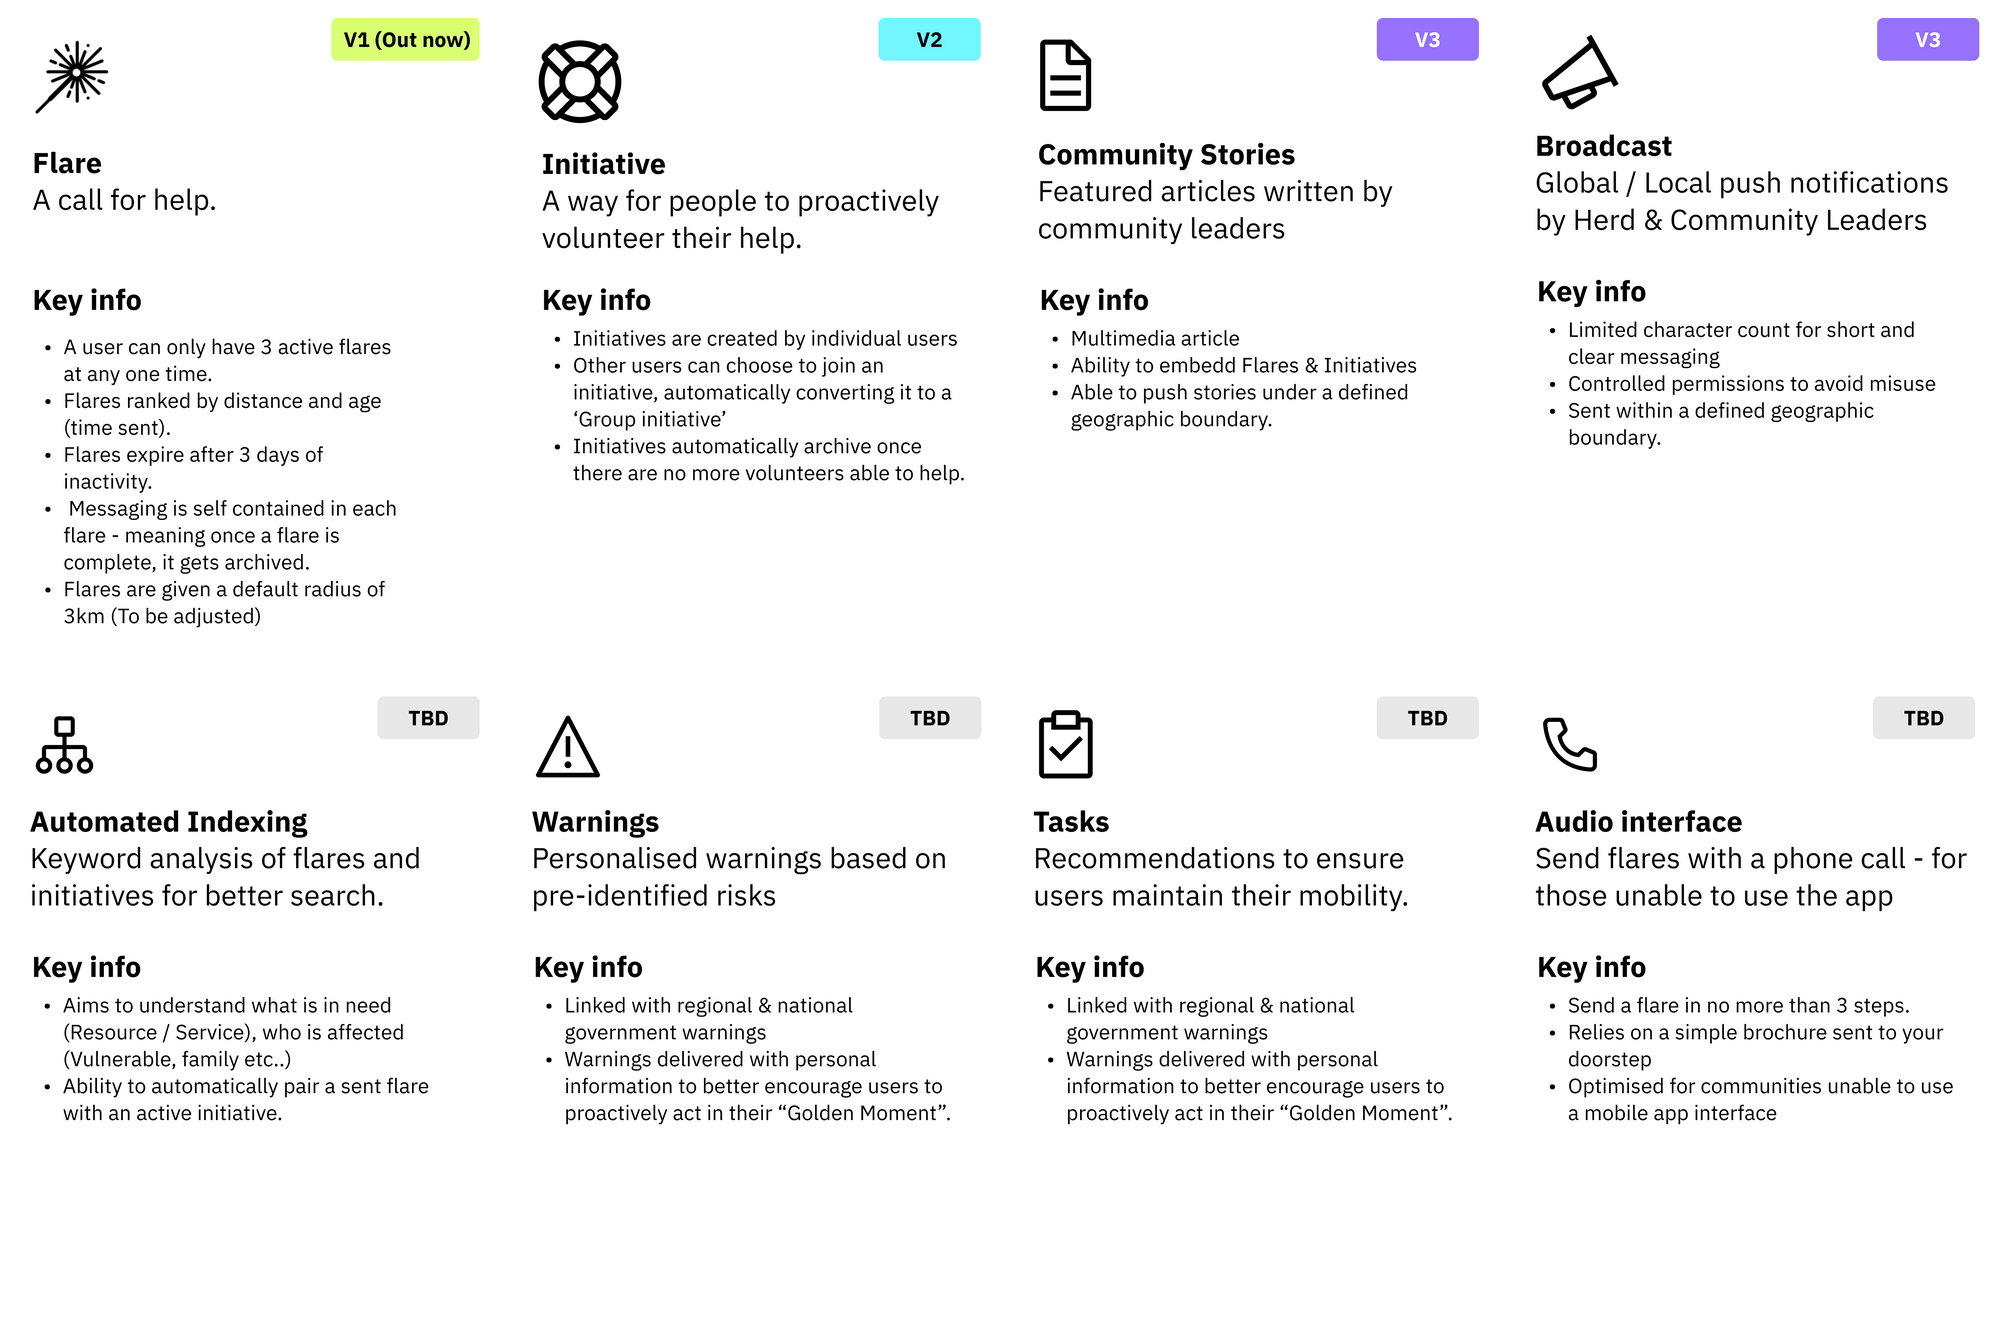 V1 (Out now)
Flare
A call for help.
Key info
• A user can only have 3 active flares
at any one time.
• Flares ranked by distance and age
(time sent).
• Flares expire after 3 days of
inactivity.
• Messaging is self contained in each
flare - meaning once a flare is
complete, it gets archived.
• Flares are given a default radius of
3km (To be adjusted)
V2
Initiative
A way for people to proactively
volunteer their help.
Key info
• Initiatives are created by individual users
• Other users can choose to join an
initiative, automatically converting it to a
‘Group initiative’
• Initiatives automatically archive once
there are no more volunteers able to help.
V3
Community Stories
Featured articles written by
community leaders
Key info
• Multimedia article
• Ability to embedd Flares & Initiatives
• Able to push stories under a defined
geographic boundary.
V3
Broadcast
Global / Local push notifications
by Herd & Community Leaders
Key info
• Limited character count for short and
clear messaging
• Controlled permissions to avoid misuse
• Sent within a defined geographic
boundary.
TBD
Automated Indexing
Keyword analysis of flares and
initiatives for better search.
Key info
• Aims to understand what is in need
(Resource / Service), who is affected
(Vulnerable, family etc..)
• Ability to automatically pair a sent flare
with an active initiative.
TBD
Warnings
Personalised warnings based on
pre-identified risks
Key info
• Linked with regional & national
government warnings
• Warnings delivered with personal
information to better encourage users to
proactively act in their “Golden Moment”.
TBD
Tasks
Recommendations to ensure
users maintain their mobility.
Key info
• Linked with regional & national
government warnings
• Warnings delivered with personal
information to better encourage users to
proactively act in their “Golden Moment”.
TBD
Audio interface
Send flares with a phone call - for
those unable to use the app
Key info
• Send a flare in no more than 3 steps.
• Relies on a simple brochure sent to your
doorstep
• Optimised for communities unable to use
a mobile app interface